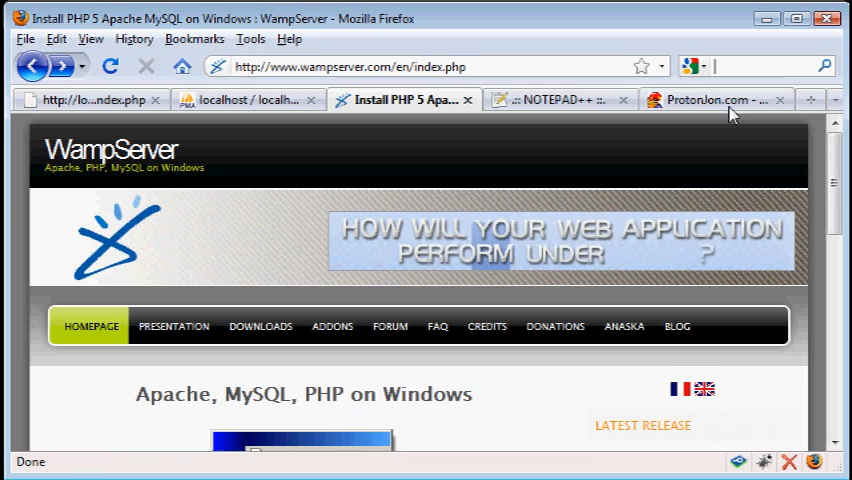 Install PHP 5 Apache MySQL on Windows : WampServer - Mozilla Firefox
File Edit View History Bookmarks Tools Help
http://www.wampserver.com/en/index.php
http://lo...ndex.php localhost / localh... Install PHP 5 Apa... .:: NOTEPAD++ ::. ProtonJon.com - ...
PMA
WampServer
Apache, PHP, MySQL on Windows
HOW WILL YOUR WEB APPLICATION
PERFORM UNDER ?
HOMEPAGE PRESENTATION DOWNLOADS ADDONS FORUM FAQ CREDITS DONATIONS ANASKA BLOG
Apache, MySQL, PHP on Windows
LATEST RELEASE
Done